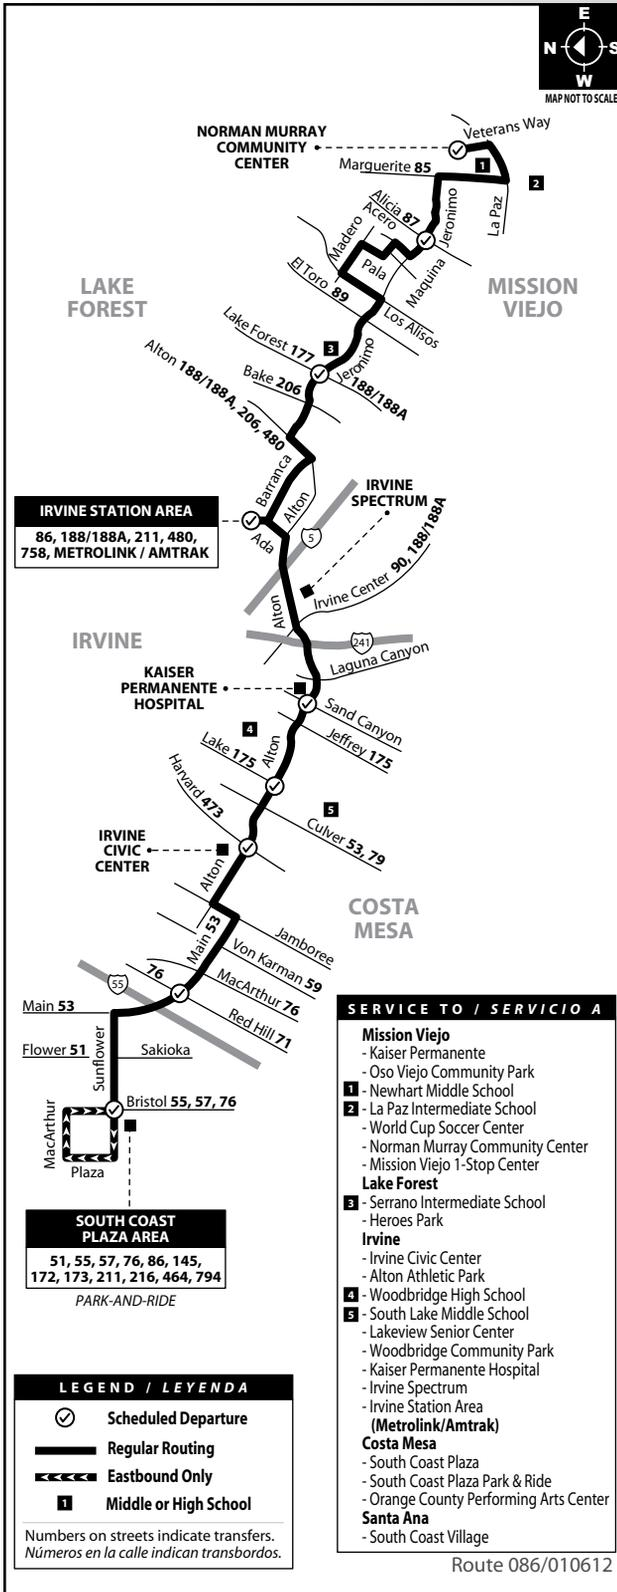 E
N
S
W
MAP NOT TO SCALE
Veterans Way
NORMAN MURRAY
COMMUNITY
CENTER
1
Marguerite 85
2
La Paz
Jeronimo
Alicia 87
Acero
Madero
Pala
Maquina
El Toro 89
Los Alisos
LAKE
FOREST
MISSION
VIEJO
Lake Forest 177
3
Jeronimo
188/188A
Bake 206
Alton 188/188A, 206, 480
Barranca
Alton
IRVINE
SPECTRUM
IRVINE STATION AREA
86, 188/188A, 211, 480,
758, METROLINK / AMTRAK
Ada
5
Irvine Center 90, 188/188A
Alton
241
IRVINE
Laguna Canyon
KAISER
PERMANENTE
HOSPITAL
Sand Canyon
Jeffrey 175
4
Alton
Lake 175
Harvard 473
5
Culver 53, 79
IRVINE
CIVIC
CENTER
Alton
COSTA
MESA
Jamboree
Main 53
Von Karman 59
MacArthur 76
76
Red Hill 71
55
Main 53
Flower 51
Sunflower
Sakioka
Bristol 55, 57, 76
MacArthur
Plaza
SOUTH COAST
PLAZA AREA
51, 55, 57, 76, 86, 145,
172, 173, 211, 216, 464, 794
PARK-AND-RIDE
LEGEND / LEYENDA
Scheduled Departure
Regular Routing
Eastbound Only
1 Middle or High School
Numbers on streets indicate transfers.
Números en la calle indican transbordos.
SERVICE TO / SERVICIO A
Mission Viejo
- Kaiser Permanente
- Oso Viejo Community Park
1 - Newhart Middle School
2 - La Paz Intermediate School
- World Cup Soccer Center
- Norman Murray Community Center
- Mission Viejo 1-Stop Center
Lake Forest
3 - Serrano Intermediate School
- Heroes Park
Irvine
- Irvine Civic Center
- Alton Athletic Park
4 - Woodbridge High School
5 - South Lake Middle School
- Lakeview Senior Center
- Woodbridge Community Park
- Kaiser Permanente Hospital
- Irvine Spectrum
- Irvine Station Area
(Metrolink/Amtrak)
Costa Mesa
- South Coast Plaza
- South Coast Plaza Park & Ride
- Orange County Performing Arts Center
Santa Ana
- South Coast Village
Route 086/010612